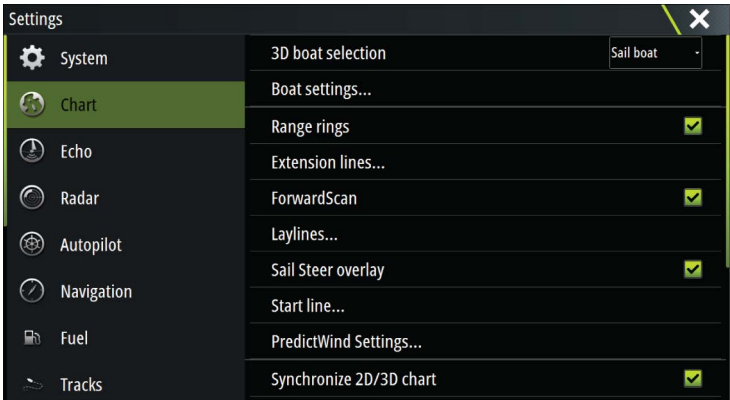 Settings
System
Chart
Echo
Radar
Autopilot
Navigation
Fuel
Tracks
3D boat selection Sail boat
Boat settings...
Range rings
Extension lines...
ForwardScan
Laylines...
Sail Steer overlay
Start line...
PredictWind Settings...
Synchronize 2D/3D chart